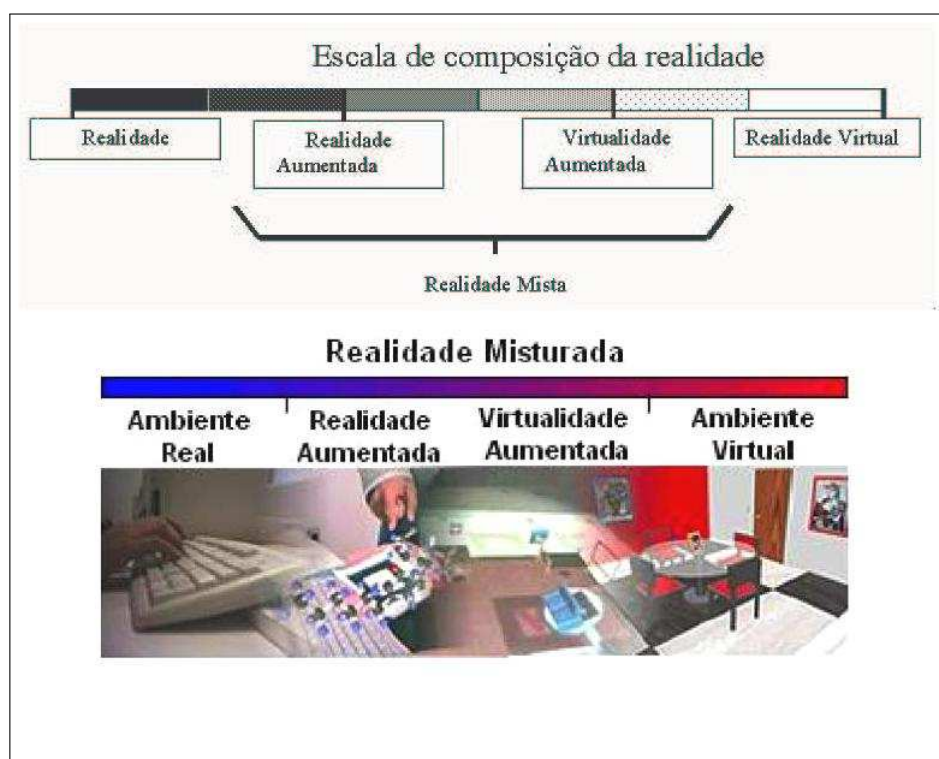 Escala de composição da realidade
Realidade
Realidade
Aumentada
Virtualidade
Aumentada
Realidade Virtual
Realidade Mista
Realidade Misturada
Ambiente
Real
Realidade
Aumentada
Virtualidade
Aumentada
Ambiente
Virtual